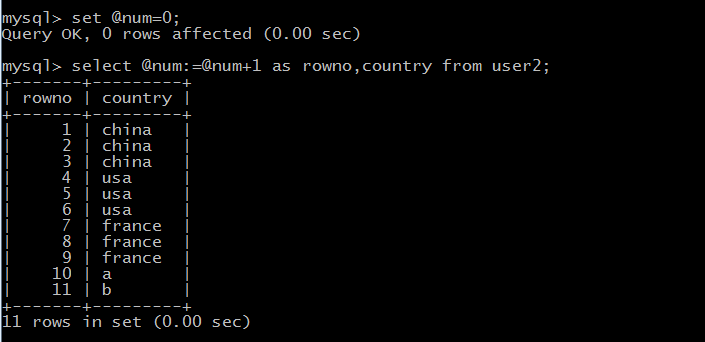 mysql> set @num=0;
Query OK, 0 rows affected (0.00 sec)

mysql> select @num:=@num+1 as rowno,country from user2;
+-------+---------+
| rowno | country |
+-------+---------+
|     1 | china   |
|     2 | china   |
|     3 | china   |
|     4 | usa     |
|     5 | usa     |
|     6 | usa     |
|     7 | france  |
|     8 | france  |
|     9 | france  |
|    10 | a       |
|    11 | b       |
+-------+---------+
11 rows in set (0.00 sec)